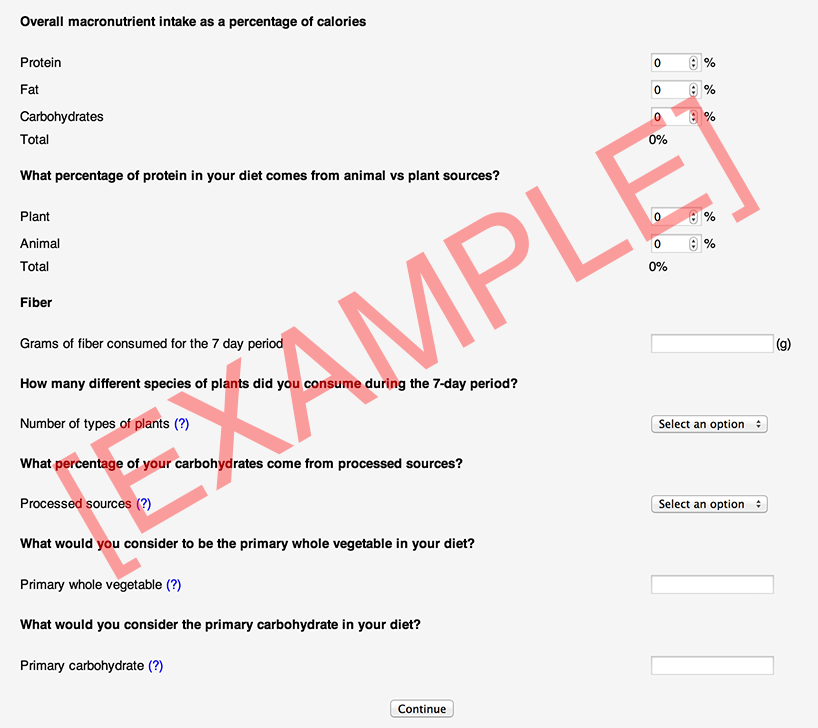 Overall macronutrient intake as a percentage of calories
Protein 0 %
Fat 0 %
Carbohydrates 0 %
Total 0%
What percentage of protein in your diet comes from animal vs plant sources?
Plant 0 %
Animal 0 %
Total 0%
Fiber
Grams of fiber consumed for the 7 day period (g)
How many different species of plants did you consume during the 7-day period?
Number of types of plants (?) Select an option
What percentage of your carbohydrates come from processed sources?
Processed sources (?) Select an option
What would you consider to be the primary whole vegetable in your diet?
Primary whole vegetable (?)
What would you consider the primary carbohydrate in your diet?
Primary carbohydrate (?)
Continue
[EXAMPLE]